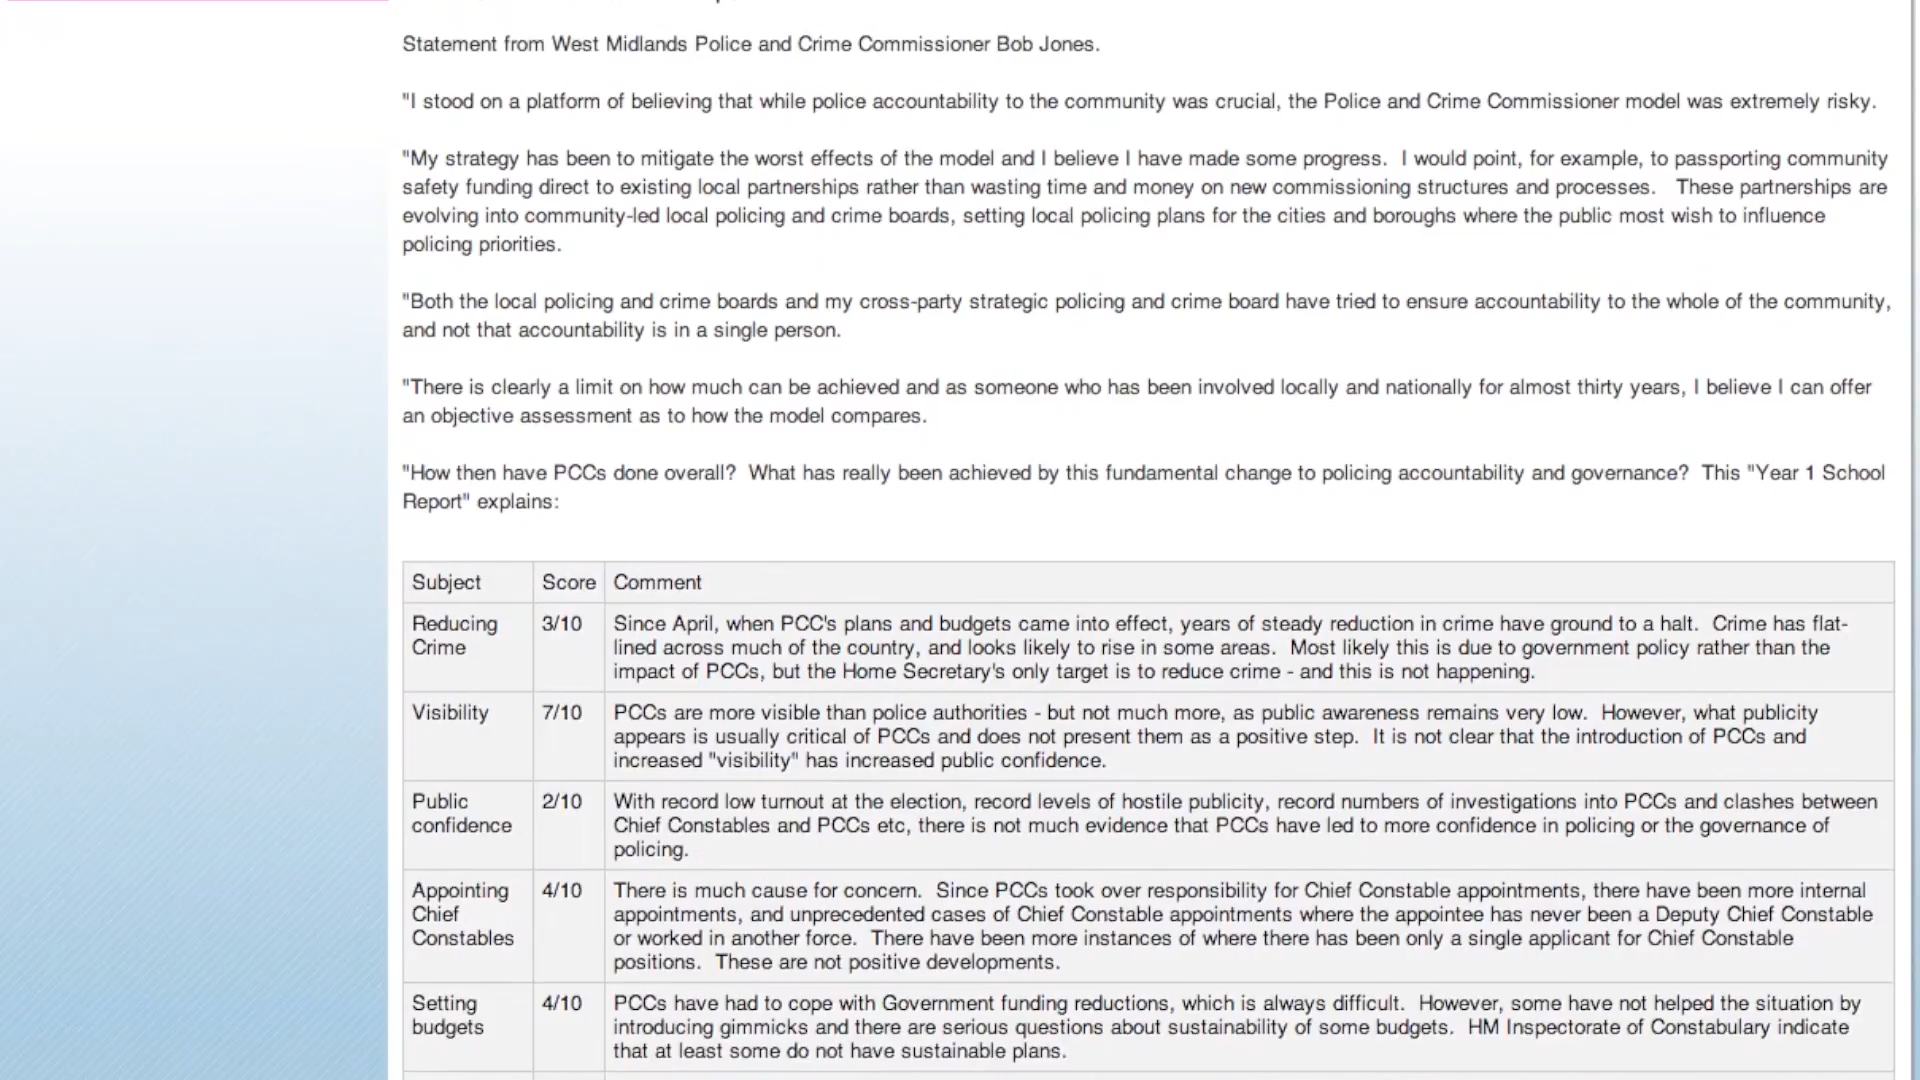 Statement from West Midlands Police and Crime Commissioner Bob Jones.
"I stood on a platform of believing that while police accountability to the community was crucial, the Police and Crime Commissioner model was extremely risky.
"My strategy has been to mitigate the worst effects of the model and I believe I have made some progress.  I would point, for example, to passporting community
safety funding direct to existing local partnerships rather than wasting time and money on new commissioning structures and processes.   These partnerships are
evolving into community-led local policing and crime boards, setting local policing plans for the cities and boroughs where the public most wish to influence
policing priorities.
"Both the local policing and crime boards and my cross-party strategic policing and crime board have tried to ensure accountability to the whole of the community,
and not that accountability is in a single person.
"There is clearly a limit on how much can be achieved and as someone who has been involved locally and nationally for almost thirty years, I believe I can offer
an objective assessment as to how the model compares.
"How then have PCCs done overall?  What has really been achieved by this fundamental change to policing accountability and governance?  This "Year 1 School
Report" explains:
Subject Score Comment
Reducing
Crime
3/10
Since April, when PCC's plans and budgets came into effect, years of steady reduction in crime have ground to a halt.  Crime has flat-
lined across much of the country, and looks likely to rise in some areas.  Most likely this is due to government policy rather than the
impact of PCCs, but the Home Secretary's only target is to reduce crime - and this is not happening.
Visibility
7/10
PCCs are more visible than police authorities - but not much more, as public awareness remains very low.  However, what publicity
appears is usually critical of PCCs and does not present them as a positive step.  It is not clear that the introduction of PCCs and
increased "visibility" has increased public confidence.
Public
confidence
2/10
With record low turnout at the election, record levels of hostile publicity, record numbers of investigations into PCCs and clashes between
Chief Constables and PCCs etc, there is not much evidence that PCCs have led to more confidence in policing or the governance of
policing.
Appointing
Chief
Constables
4/10
There is much cause for concern.  Since PCCs took over responsibility for Chief Constable appointments, there have been more internal
appointments, and unprecedented cases of Chief Constable appointments where the appointee has never been a Deputy Chief Constable
or worked in another force.  There have been more instances of where there has been only a single applicant for Chief Constable
positions.  These are not positive developments.
Setting
budgets
4/10
PCCs have had to cope with Government funding reductions, which is always difficult.  However, some have not helped the situation by
introducing gimmicks and there are serious questions about sustainability of some budgets.  HM Inspectorate of Constabulary indicate
that at least some do not have sustainable plans.